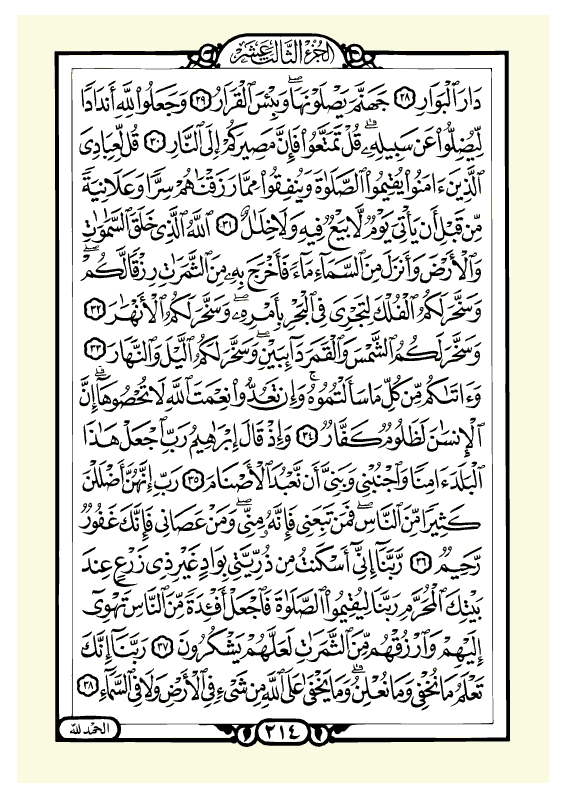 الجزء الثالث عشر
دَارَ ٱلْبَوَارِ ٢٨ جَهَنَّمَ يَصْلَوْنَهَا ۖ وَبِئْسَ ٱلْقَرَارُ ٢٩ وَجَعَلُوا۟ لِلَّهِ أَندَادًا
لِّيُضِلُّوا۟ عَن سَبِيلِهِۦ ۗ قُلْ تَمَتَّعُوا۟ فَإِنَّ مَصِيرَكُمْ إِلَى ٱلنَّارِ ٣٠ قُل لِّعِبَادِىَ
ٱلَّذِينَ ءَامَنُوا۟ يُقِيمُوا۟ ٱلصَّلَوٰةَ وَيُنفِقُوا۟ مِمَّا رَزَقْنَٰهُمْ سِرًّا وَعَلَانِيَةً
مِّن قَبْلِ أَن يَأْتِىَ يَوْمٌ لَّا بَيْعٌ فِيهِ وَلَا خِلَٰلٌ ٣١ ٱللَّهُ ٱلَّذِى خَلَقَ ٱلسَّمَٰوَٰتِ
وَٱلْأَرْضَ وَأَنزَلَ مِنَ ٱلسَّمَآءِ مَآءً فَأَخْرَجَ بِهِۦ مِنَ ٱلثَّمَرَٰتِ رِزْقًا لَّكُمْ ۖ
وَسَخَّرَ لَكُمُ ٱلْفُلْكَ لِتَجْرِىَ فِى ٱلْبَحْرِ بِأَمْرِهِۦ ۖ وَسَخَّرَ لَكُمُ ٱلْأَنْهَٰرَ ٣٢
وَسَخَّرَ لَكُمُ ٱلشَّمْسَ وَٱلْقَمَرَ دَآئِبَيْنِ ۖ وَسَخَّرَ لَكُمُ ٱلَّيْلَ وَٱلنَّهَارَ ٣٣
وَءَاتَىٰكُم مِّن كُلِّ مَا سَأَلْتُمُوهُ ۚ وَإِن تَعُدُّوا۟ نِعْمَتَ ٱللَّهِ لَا تُحْصُوهَآ ۗ إِنَّ
ٱلْإِنسَٰنَ لَظَلُومٌ كَفَّارٌ ٣٤ وَإِذْ قَالَ إِبْرَٰهِيمُ رَبِّ ٱجْعَلْ هَٰذَا
ٱلْبَلَدَ ءَامِنًا وَٱجْنُبْنِى وَبَنِىَّ أَن نَّعْبُدَ ٱلْأَصْنَامَ ٣٥ رَبِّ إِنَّهُنَّ أَضْلَلْنَ
كَثِيرًا مِّنَ ٱلنَّاسِ ۖ فَمَن تَبِعَنِى فَإِنَّهُۥ مِنِّى ۖ وَمَنْ عَصَانِى فَإِنَّكَ غَفُورٌ
رَّحِيمٌ ٣٦ رَّبَّنَآ إِنِّىٓ أَسْكَنتُ مِن ذُرِّيَّتِى بِوَادٍ غَيْرِ ذِى زَرْعٍ عِندَ
بَيْتِكَ ٱلْمُحَرَّمِ رَبَّنَا لِيُقِيمُوا۟ ٱلصَّلَوٰةَ فَٱجْعَلْ أَفْـِٔدَةً مِّنَ ٱلنَّاسِ تَهْوِىٓ
إِلَيْهِمْ وَٱرْزُقْهُم مِّنَ ٱلثَّمَرَٰتِ لَعَلَّهُمْ يَشْكُرُونَ ٣٧ رَبَّنَآ إِنَّكَ
تَعْلَمُ مَا نُخْفِى وَمَا نُعْلِنُ ۗ وَمَا يَخْفَىٰ عَلَى ٱللَّهِ مِن شَىْءٍ فِى ٱلْأَرْضِ وَلَا فِى ٱلسَّمَآءِ ٣٨
٢١٤
الحمد لله